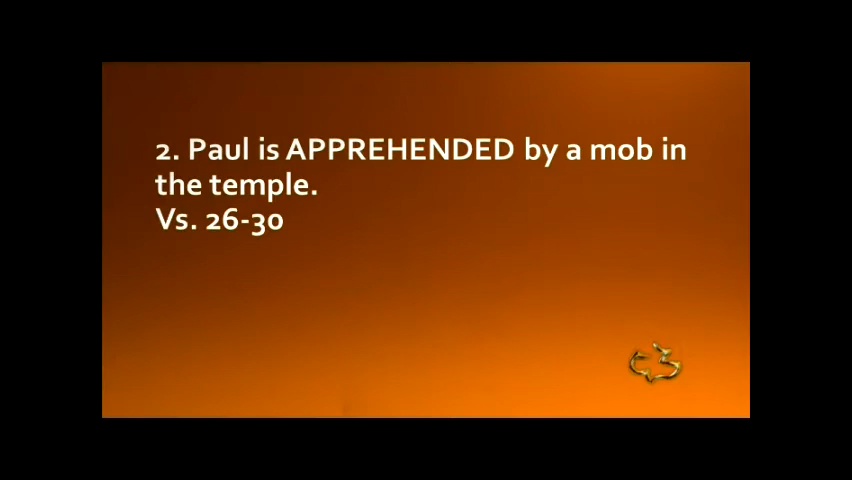 2. Paul is APPREHENDED by a mob in
the temple.
Vs. 26-30